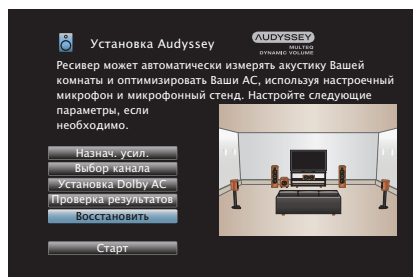 Установка Audyssey
AUDYSSEY
MULTEQ
DYNAMIC VOLUME
Ресивер может автоматически измерять акустику Вашей
комнаты и оптимизировать Ваши АС, используя настроечный
микрофон и микрофонный стенд. Настройте следующие
параметры, если
необходимо.
Назнач. усил.
Выбор канала
Установка Dolby АС
Проверка результатов
Восстановить
Старт